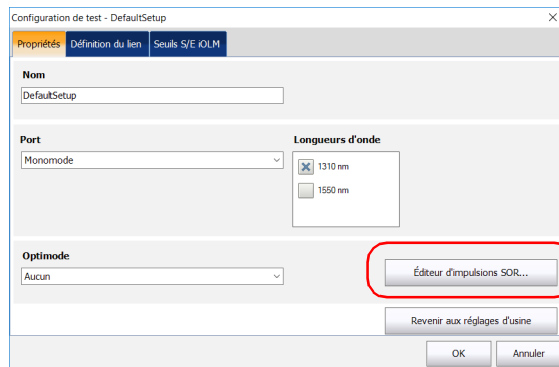 Configuration de test - DefaultSetup
Propriétés Définition du lien Seuils S/E iOLM
Nom
DefaultSetup
Port Longueurs d'onde
Monomode
1310 nm
1550 nm
Optimode
Aucun
Éditeur d'impulsions SOR...
Revenir aux réglages d'usine
OK Annuler